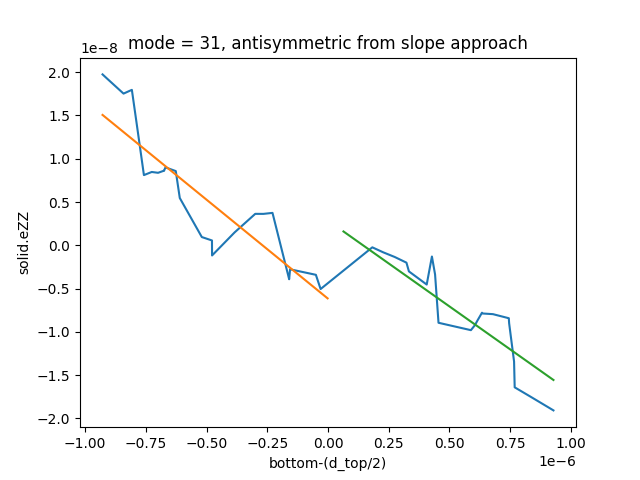 mode = 31, antisymmetric from slope approach
1e−8
2.0
1.5
1.0
0.5
0.0
−0.5
−1.0
−1.5
−2.0
solid.eZZ
−1.00 −0.75 −0.50 −0.25 0.00 0.25 0.50 0.75 1.00
bottom-(d_top/2)
1e−6